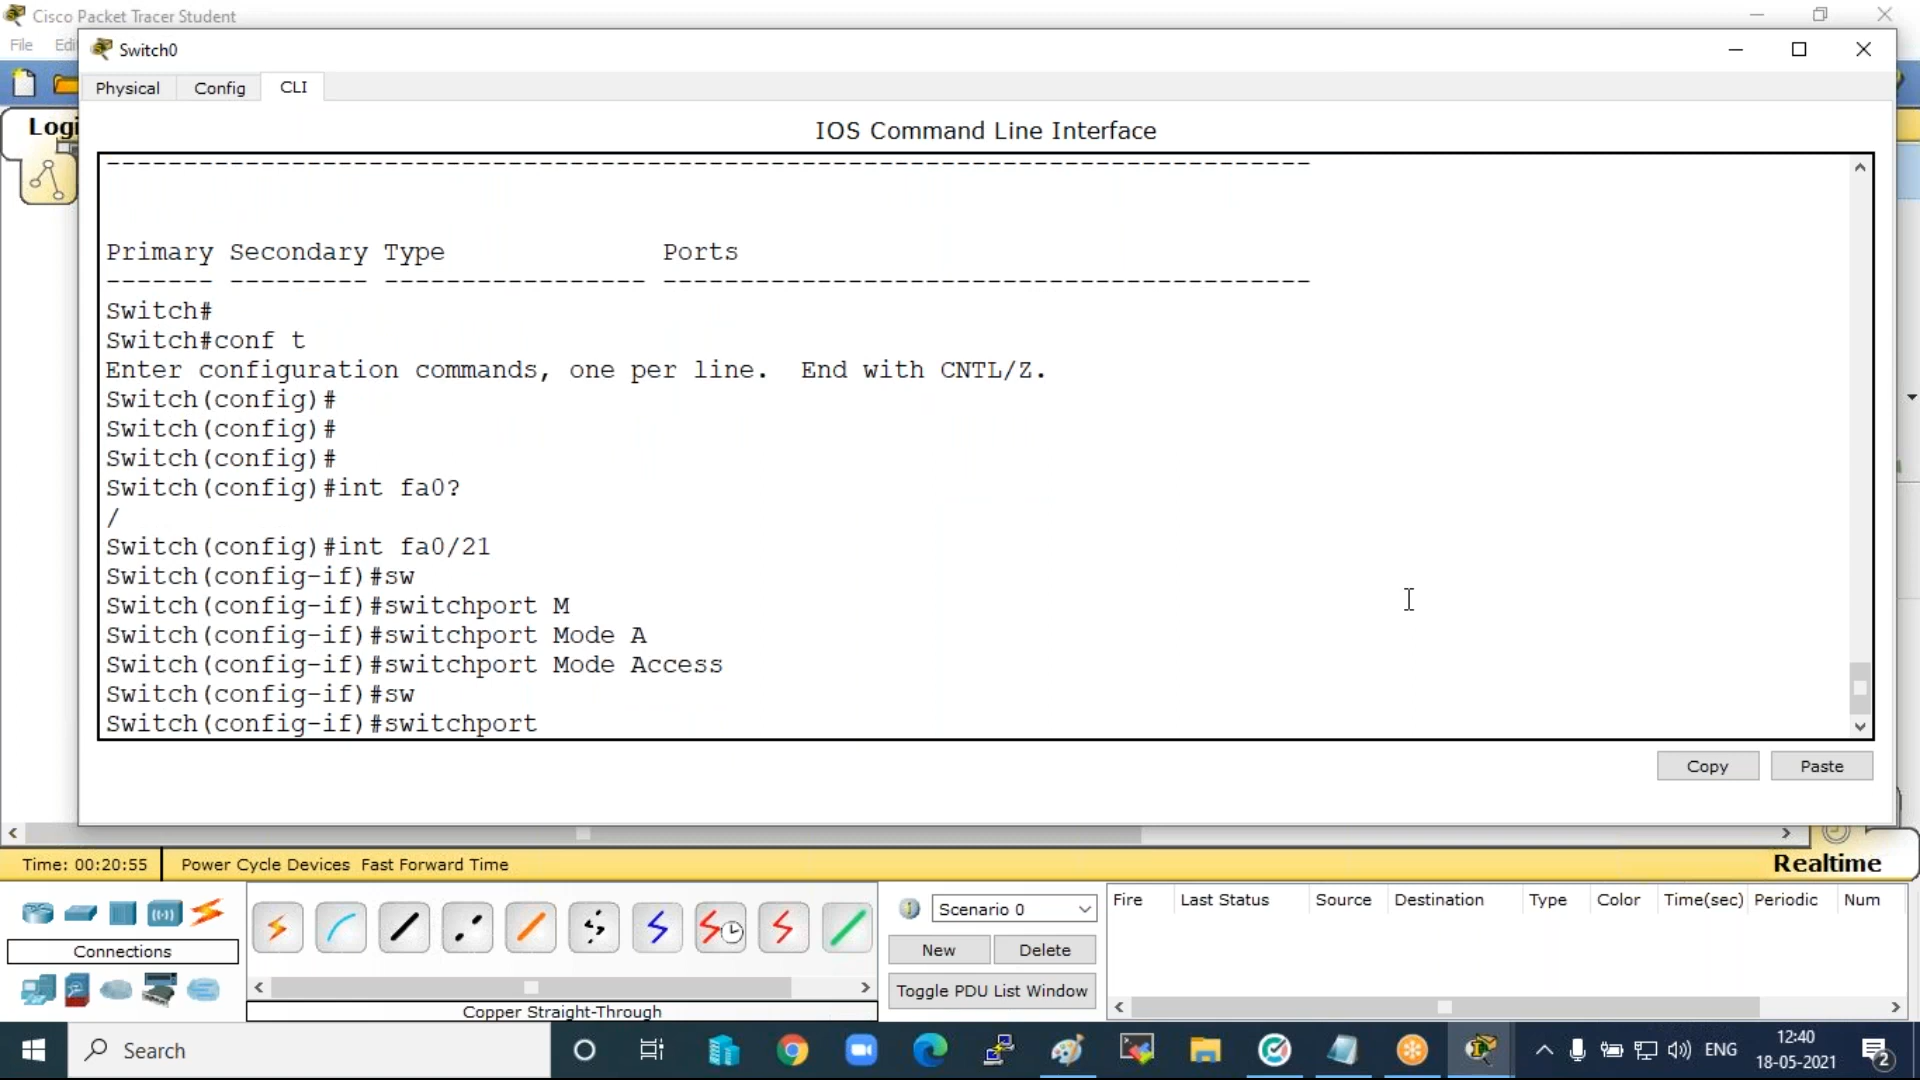 Cisco Packet Tracer Student
File Edi
Switch0
Physical Config CLI
Logi
IOS Command Line Interface
--------------------------------------------------------------------------------
Primary Secondary Type Ports
------- --------- ----------------- ------------------------------------------
Switch#
Switch#conf t
Enter configuration commands, one per line. End with CNTL/Z.
Switch(config)#
Switch(config)#
Switch(config)#
Switch(config)#int fa0?
/
Switch(config)#int fa0/21
Switch(config-if)#sw
Switch(config-if)#switchport M
Switch(config-if)#switchport Mode A
Switch(config-if)#switchport Mode Access
Switch(config-if)#sw
Switch(config-if)#switchport
Copy Paste
Time: 00:20:55 Power Cycle Devices Fast Forward Time Realtime
Scenario 0
Fire Last Status Source Destination Type Color Time(sec) Periodic Num
Connections
New Delete
Toggle PDU List Window
Copper Straight-Through
Search
ENG
12:40
18-05-2021
2